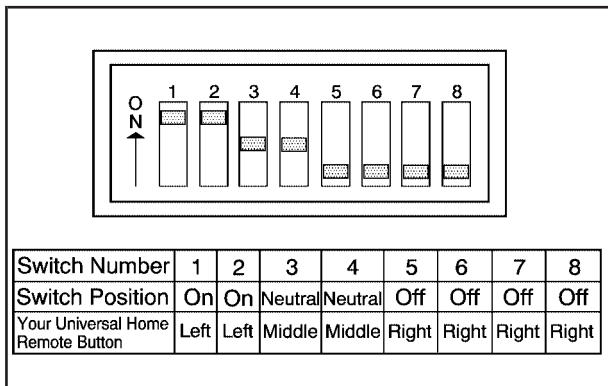 1 2 3 4 5 6 7 8
ON
Switch Number 1 2 3 4 5 6 7 8
Switch Position On On Neutral Neutral Off Off Off Off
Your Universal Home
Remote Button Left Left Middle Middle Right Right Right Right